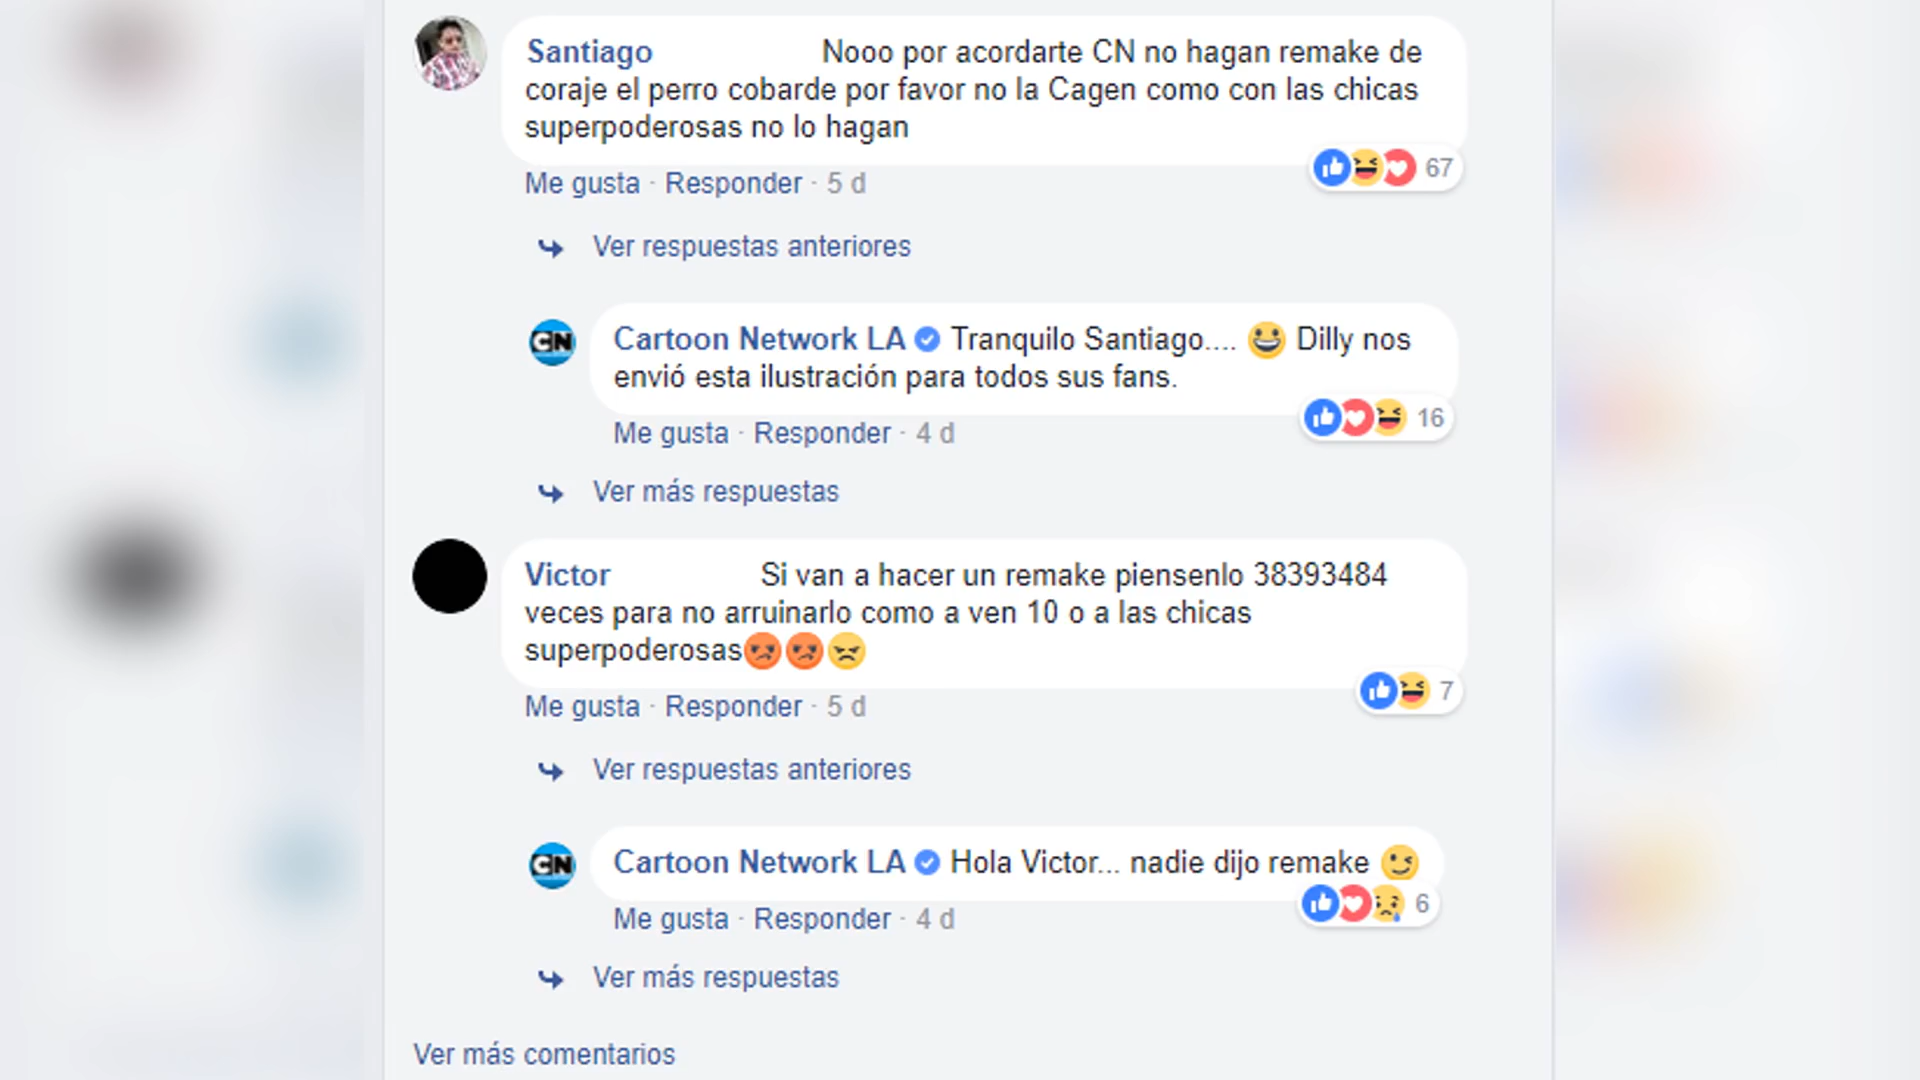 Santiago Nooo por acordarte CN no hagan remake de
coraje el perro cobarde por favor no la Cagen como con las chicas
superpoderosas no lo hagan
67
Me gusta · Responder · 5 d
Ver respuestas anteriores
CN
Cartoon Network LA Tranquilo Santiago.... 😀 Dilly nos
envió esta ilustración para todos sus fans.
16
Me gusta · Responder · 4 d
Ver más respuestas
Victor Si van a hacer un remake piensenlo 38393484
veces para no arruinarlo como a ven 10 o a las chicas
superpoderosas😡😡😠
7
Me gusta · Responder · 5 d
Ver respuestas anteriores
CN
Cartoon Network LA Hola Victor... nadie dijo remake 😉
6
Me gusta · Responder · 4 d
Ver más respuestas
Ver más comentarios